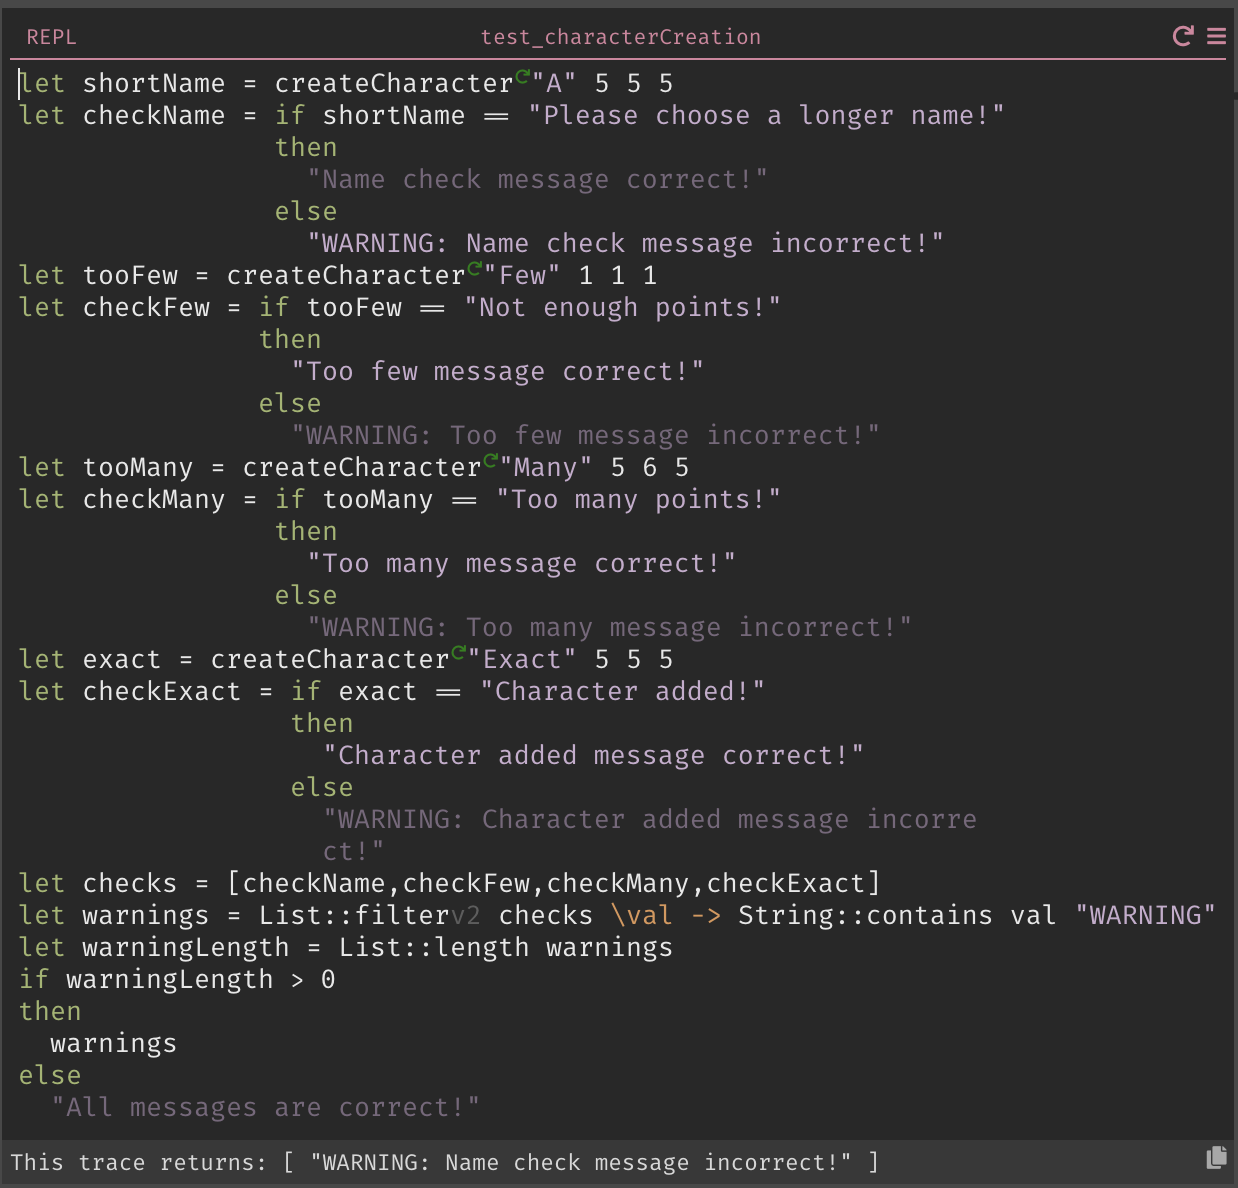 REPL test_characterCreation
let shortName = createCharacter "A" 5 5 5
let checkName = if shortName == "Please choose a longer name!"
then
"Name check message correct!"
else
"WARNING: Name check message incorrect!"
let tooFew = createCharacter "Few" 1 1 1
let checkFew = if tooFew == "Not enough points!"
then
"Too few message correct!"
else
"WARNING: Too few message incorrect!"
let tooMany = createCharacter "Many" 5 6 5
let checkMany = if tooMany == "Too many points!"
then
"Too many message correct!"
else
"WARNING: Too many message incorrect!"
let exact = createCharacter "Exact" 5 5 5
let checkExact = if exact == "Character added!"
then
"Character added message correct!"
else
"WARNING: Character added message incorre
ct!"
let checks = [checkName,checkFew,checkMany,checkExact]
let warnings = List::filterv2 checks \val -> String::contains val "WARNING"
let warningLength = List::length warnings
if warningLength > 0
then
warnings
else
"All messages are correct!"
This trace returns: [ "WARNING: Name check message incorrect!" ]